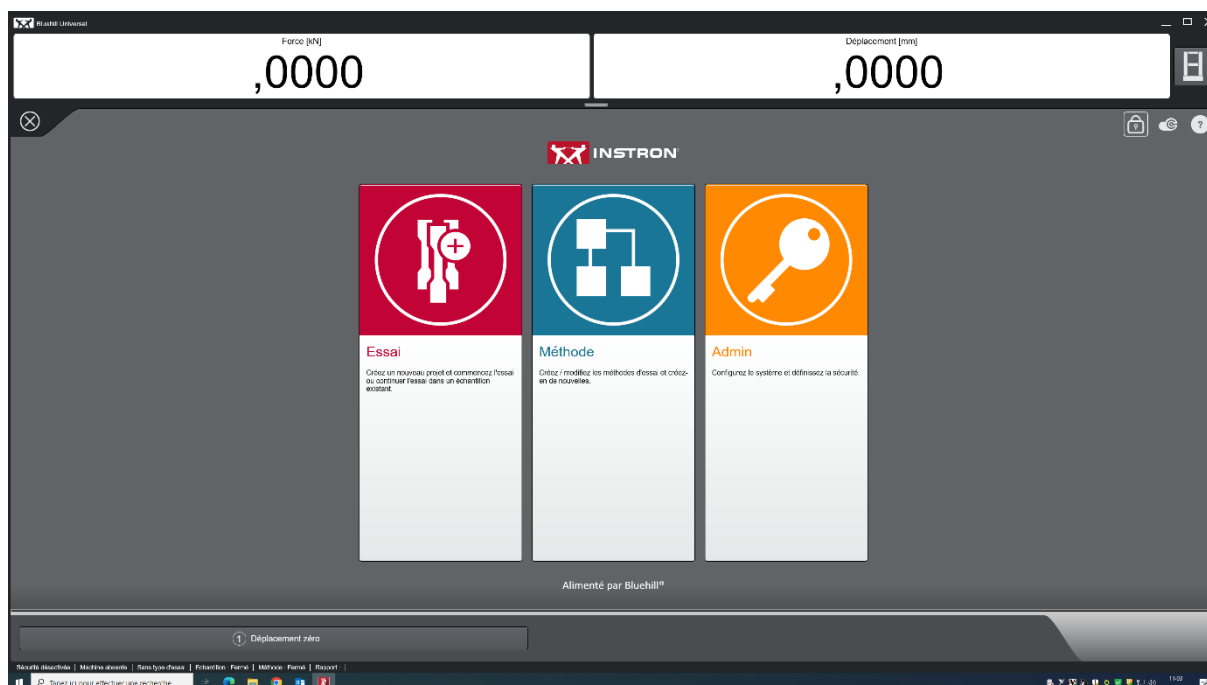 Bluehill Universal
Force [kN]
,0000
Déplacement [mm]
,0000
INSTRON
Essai
Créez un nouveau projet et commencez l'essai
ou continuer l'essai dans un échantillon
existant.
Méthode
Créez / modifiez les méthodes d'essai et créez-
en de nouvelles.
Admin
Configurez le système et définissez la sécurité.
Alimenté par Bluehill®
1 Déplacement zéro
Sécurité désactivée | Machine absente | Sans type d'essai | Echantillon Fermé | Méthode Fermé | Rapport |
Tapez ici pour effectuer une recherche